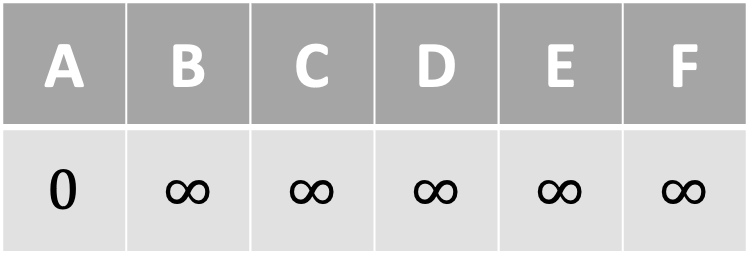 A B C D E F
0 ∞ ∞ ∞ ∞ ∞